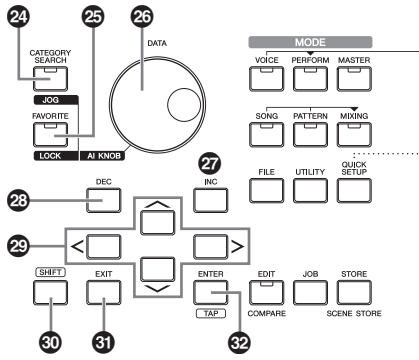 24 25 26
CATEGORY SEARCH
DATA
MODE
VOICE PERFORM MASTER
JOG
FAVORITE
SONG PATTERN MIXING
LOCK AI KNOB
27
DEC INC
FILE UTILITY QUICK SETUP
28
29
< >
SHIFT EXIT ENTER EDIT JOB STORE
TAP COMPARE SCENE STORE
30 31 32